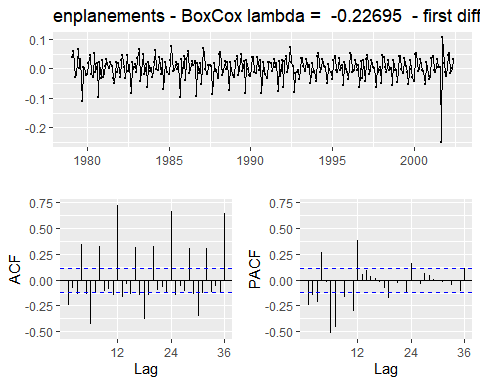 enplanements - BoxCox lambda =  -0.22695  - first diff
0.1
0.0
-0.1
-0.2
1980 1985 1990 1995 2000
ACF
0.75
0.50
0.25
0.00
-0.25
-0.50
12 24 36
Lag
PACF
0.75
0.50
0.25
0.00
-0.25
-0.50
12 24 36
Lag